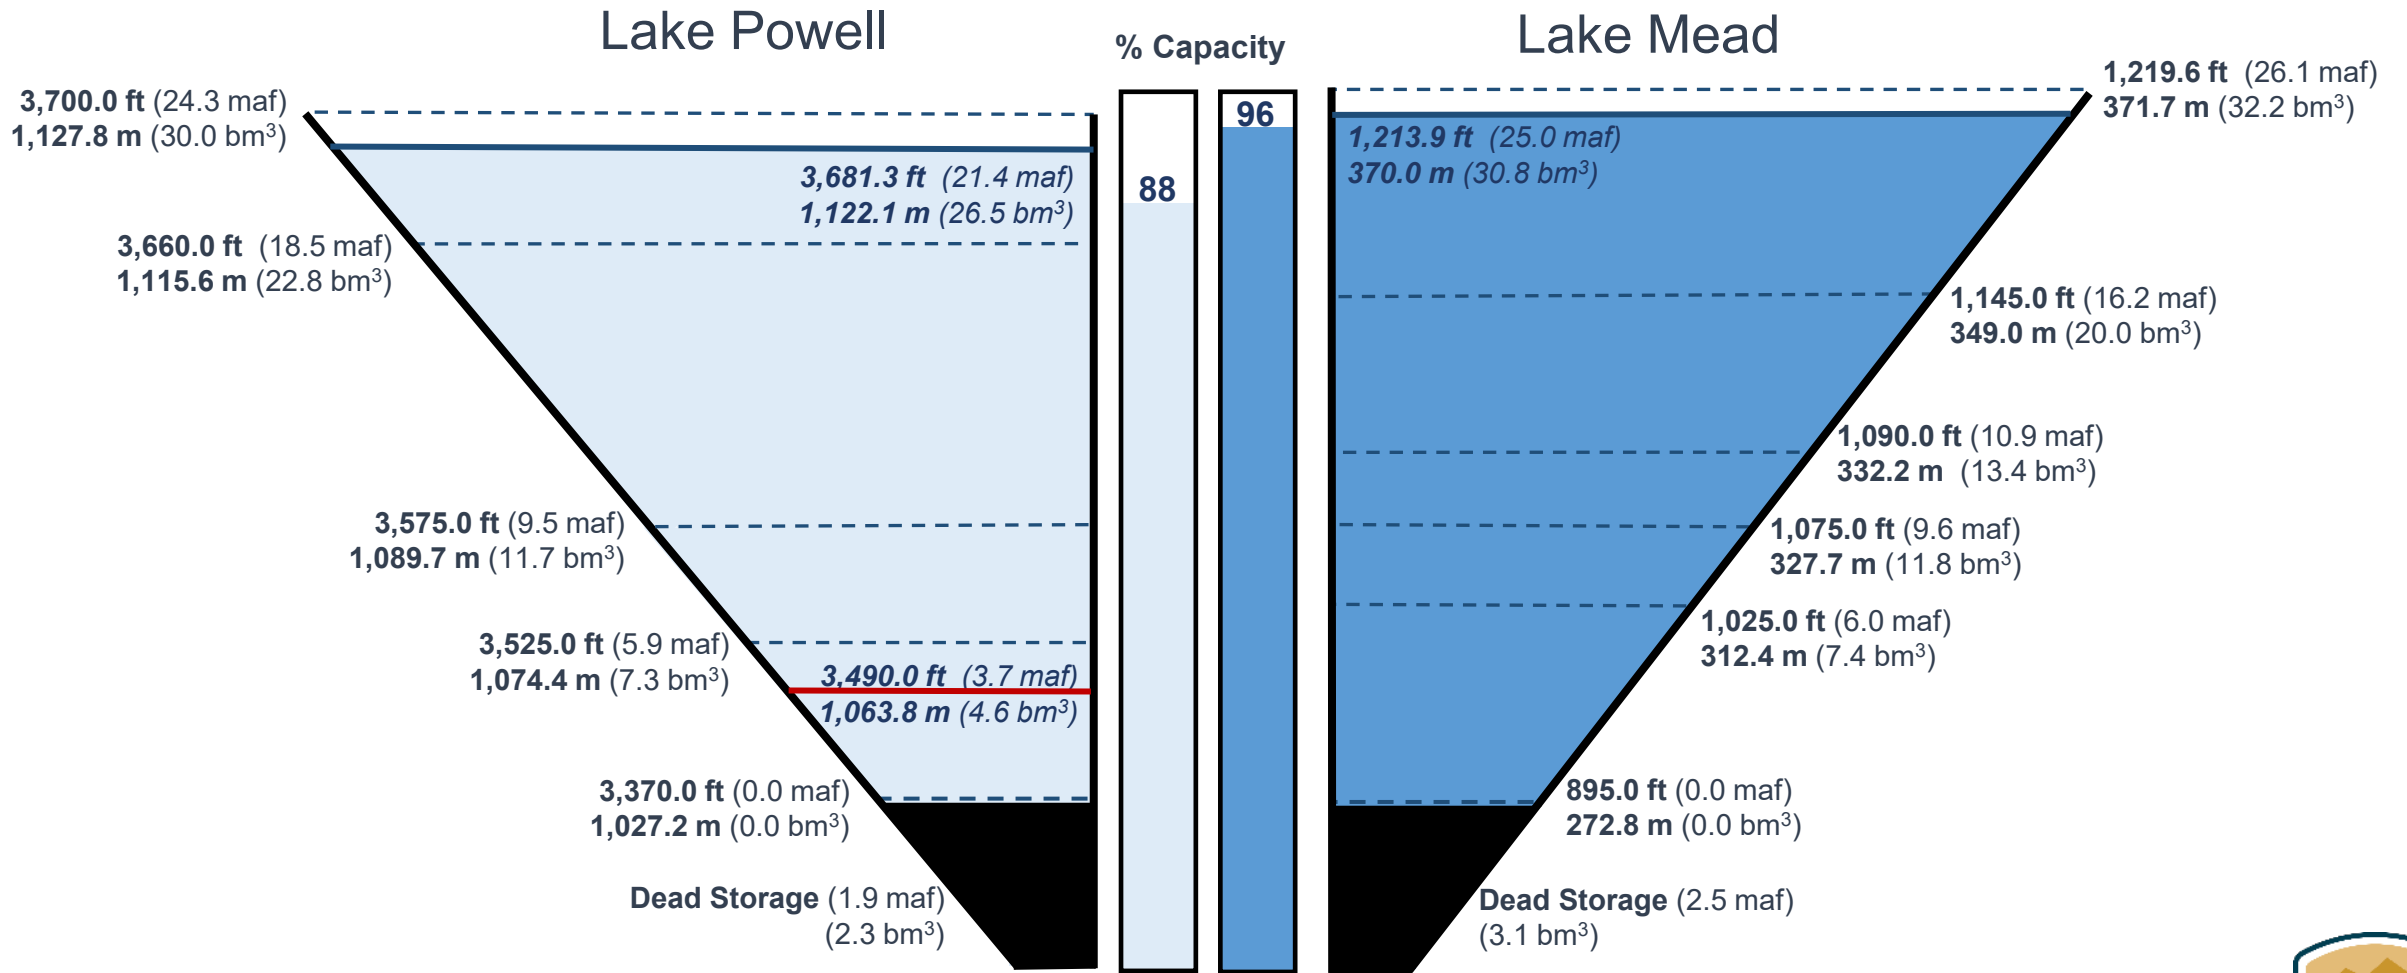 Lake Powell
% Capacity
Lake Mead
3,700.0 ft (24.3 maf)
1,127.8 m (30.0 bm³)
3,681.3 ft (21.4 maf)
1,122.1 m (26.5 bm³)
3,660.0 ft (18.5 maf)
1,115.6 m (22.8 bm³)
3,575.0 ft (9.5 maf)
1,089.7 m (11.7 bm³)
3,525.0 ft (5.9 maf)
1,074.4 m (7.3 bm³)
3,490.0 ft (3.7 maf)
1,063.8 m (4.6 bm³)
3,370.0 ft (0.0 maf)
1,027.2 m (0.0 bm³)
Dead Storage (1.9 maf)
(2.3 bm³)
88
96
1,219.6 ft (26.1 maf)
371.7 m (32.2 bm³)
1,213.9 ft (25.0 maf)
370.0 m (30.8 bm³)
1,145.0 ft (16.2 maf)
349.0 m (20.0 bm³)
1,090.0 ft (10.9 maf)
332.2 m (13.4 bm³)
1,075.0 ft (9.6 maf)
327.7 m (11.8 bm³)
1,025.0 ft (6.0 maf)
312.4 m (7.4 bm³)
895.0 ft (0.0 maf)
272.8 m (0.0 bm³)
Dead Storage (2.5 maf)
(3.1 bm³)